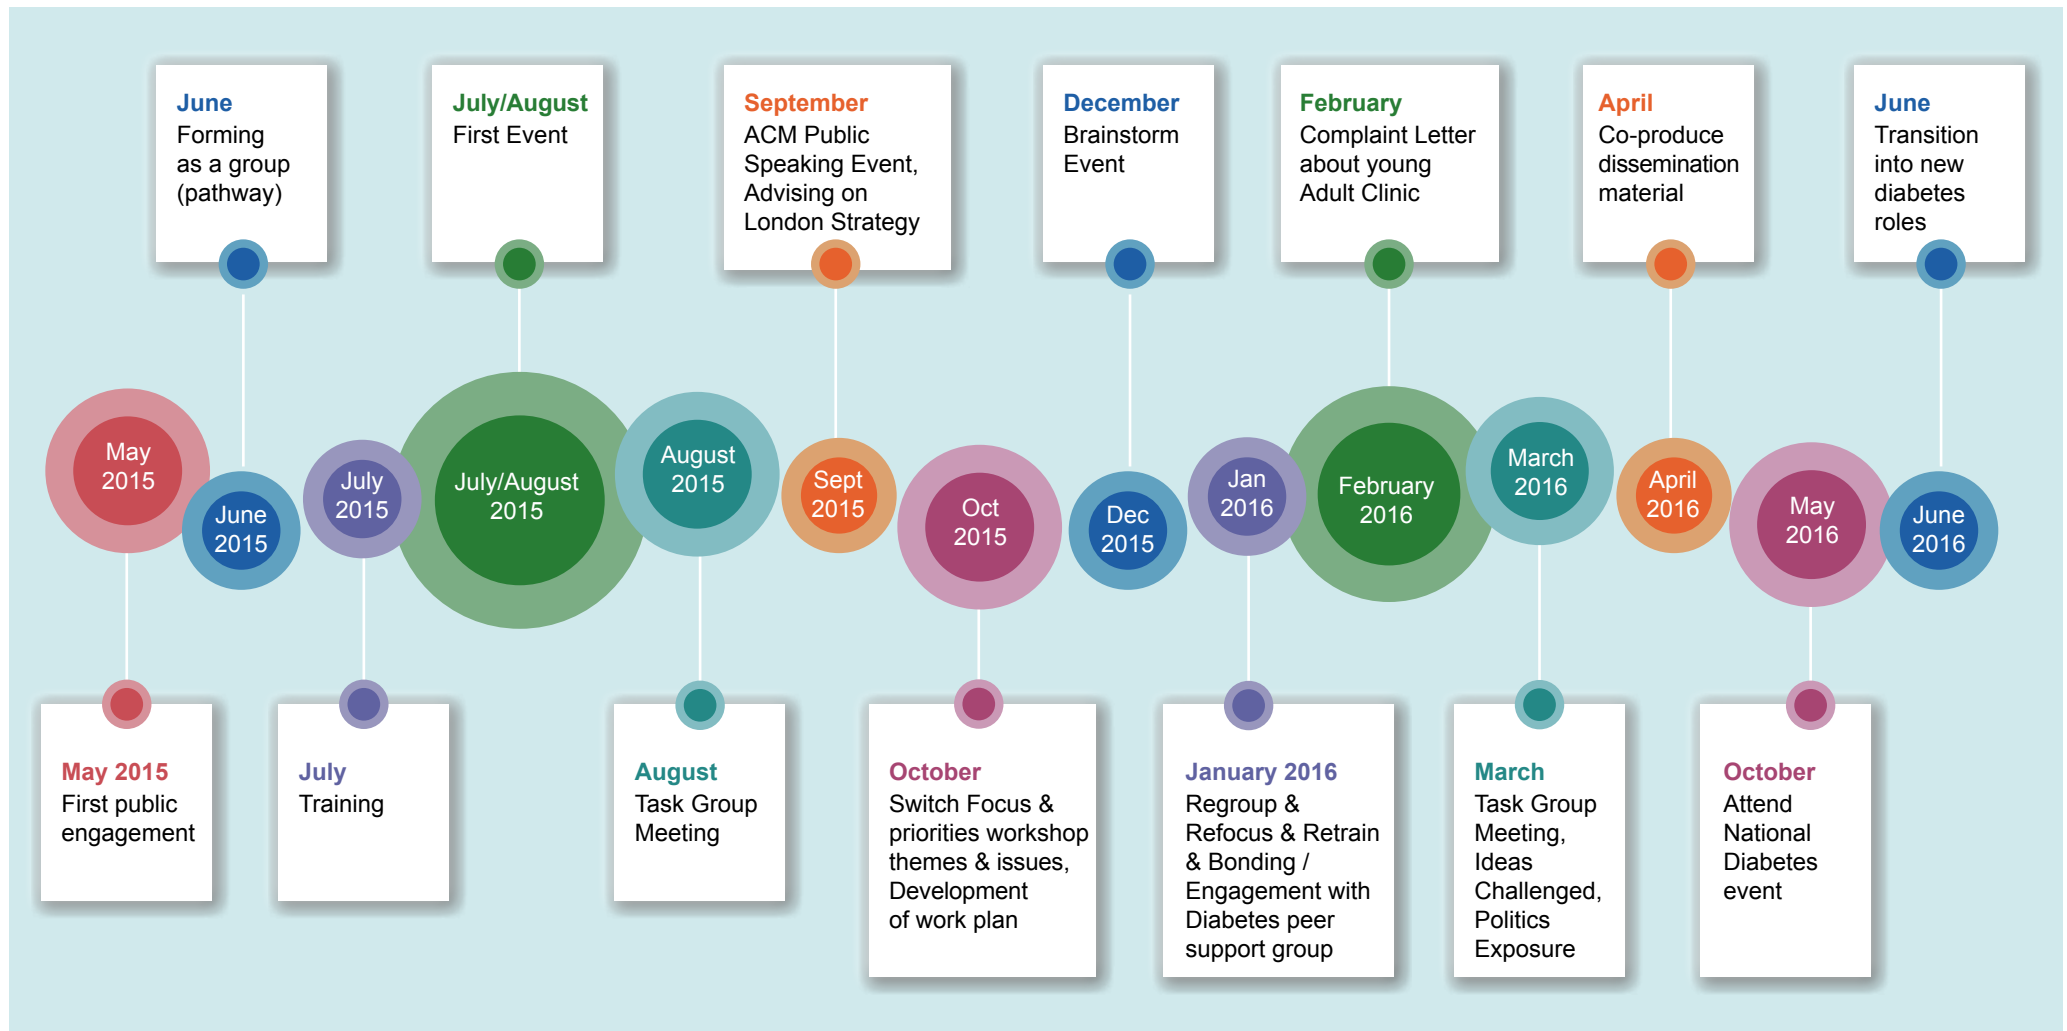 June
Forming
as a group
(pathway)
July/August
First Event
September
ACM Public
Speaking Event,
Advising on
London Strategy
December
Brainstorm
Event
February
Complaint Letter
about young
Adult Clinic
April
Co-produce
dissemination
material
June
Transition
into new
diabetes
roles
May
2015
June
2015
July
2015
July/August
2015
August
2015
Sept
2015
Oct
2015
Dec
2015
Jan
2016
February
2016
March
2016
April
2016
May
2016
June
2016
May 2015
First public
engagement
July
Training
August
Task Group
Meeting
October
Switch Focus &
priorities workshop
themes & issues,
Development
of work plan
January 2016
Regroup &
Refocus & Retrain
& Bonding /
Engagement with
Diabetes peer
support group
March
Task Group
Meeting,
Ideas
Challenged,
Politics
Exposure
October
Attend
National
Diabetes
event